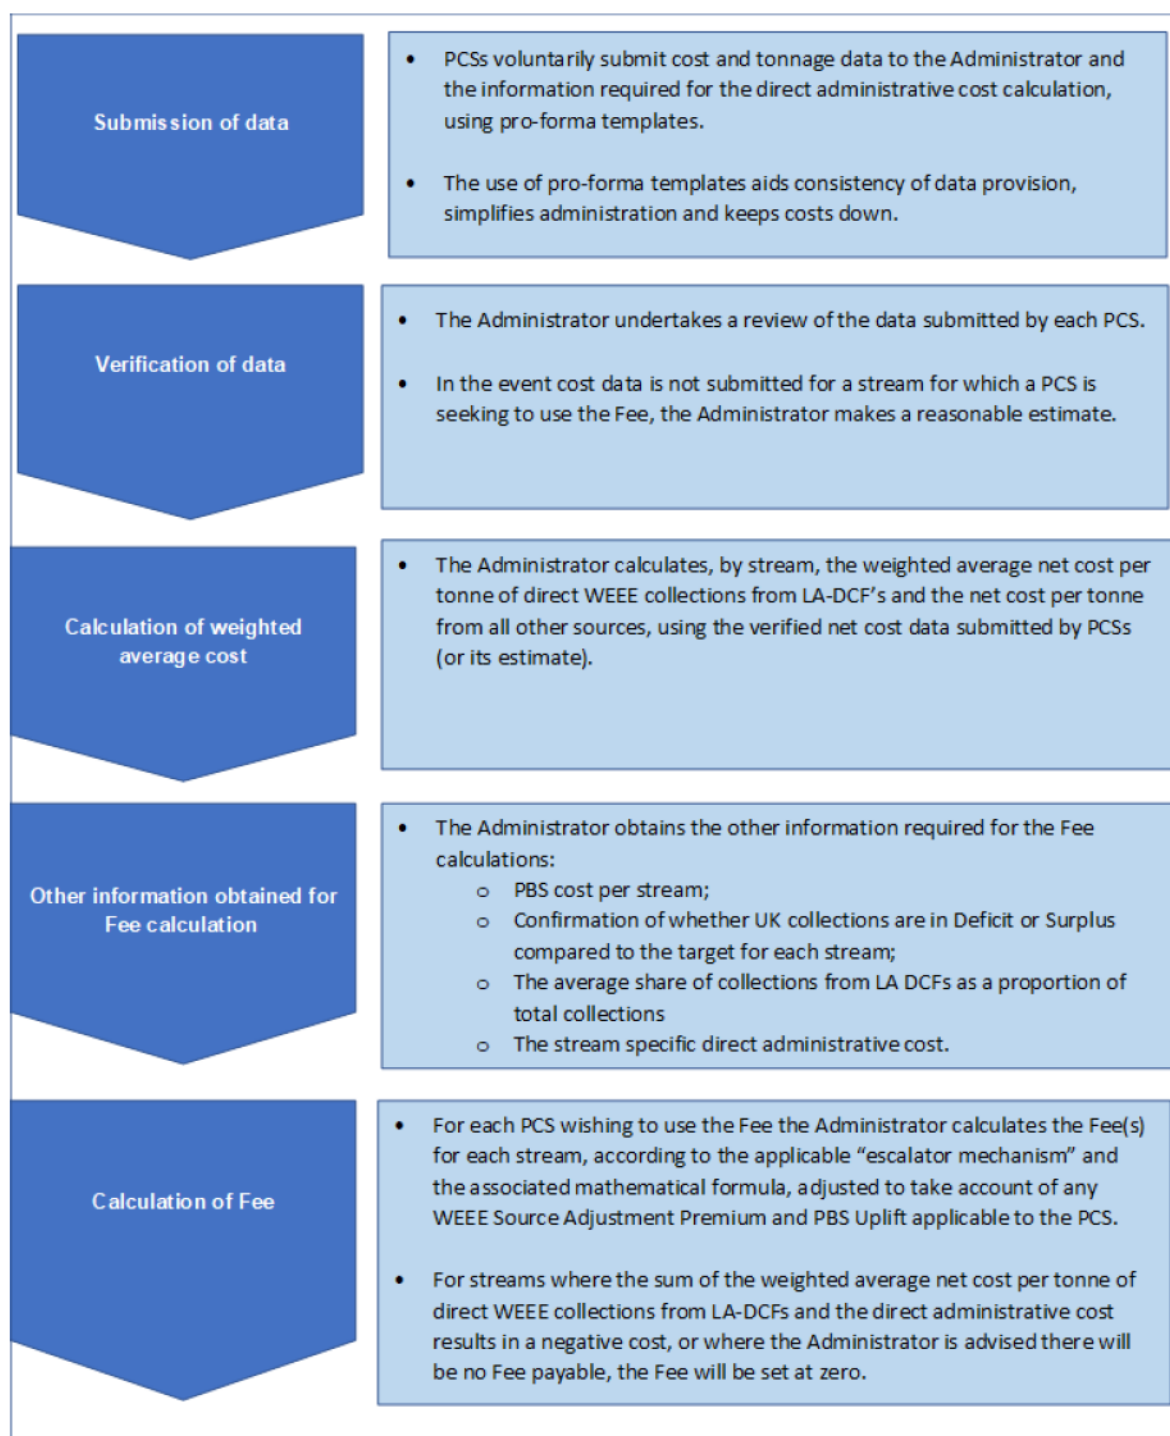 Submission of data
• PCSs voluntarily submit cost and tonnage data to the Administrator and
the information required for the direct administrative cost calculation,
using pro-forma templates.
• The use of pro-forma templates aids consistency of data provision,
simplifies administration and keeps costs down.
Verification of data
• The Administrator undertakes a review of the data submitted by each PCS.
• In the event cost data is not submitted for a stream for which a PCS is
seeking to use the Fee, the Administrator makes a reasonable estimate.
Calculation of weighted
average cost
• The Administrator calculates, by stream, the weighted average net cost per
tonne of direct WEEE collections from LA-DCF’s and the net cost per tonne
from all other sources, using the verified net cost data submitted by PCSs
(or its estimate).
Other information obtained for
Fee calculation
• The Administrator obtains the other information required for the Fee
calculations:
o PBS cost per stream;
o Confirmation of whether UK collections are in Deficit or Surplus
compared to the target for each stream;
o The average share of collections from LA DCFs as a proportion of
total collections
o The stream specific direct administrative cost.
Calculation of Fee
• For each PCS wishing to use the Fee the Administrator calculates the Fee(s)
for each stream, according to the applicable “escalator mechanism” and
the associated mathematical formula, adjusted to take account of any
WEEE Source Adjustment Premium and PBS Uplift applicable to the PCS.
• For streams where the sum of the weighted average net cost per tonne of
direct WEEE collections from LA-DCFs and the direct administrative cost
results in a negative cost, or where the Administrator is advised there will
be no Fee payable, the Fee will be set at zero.